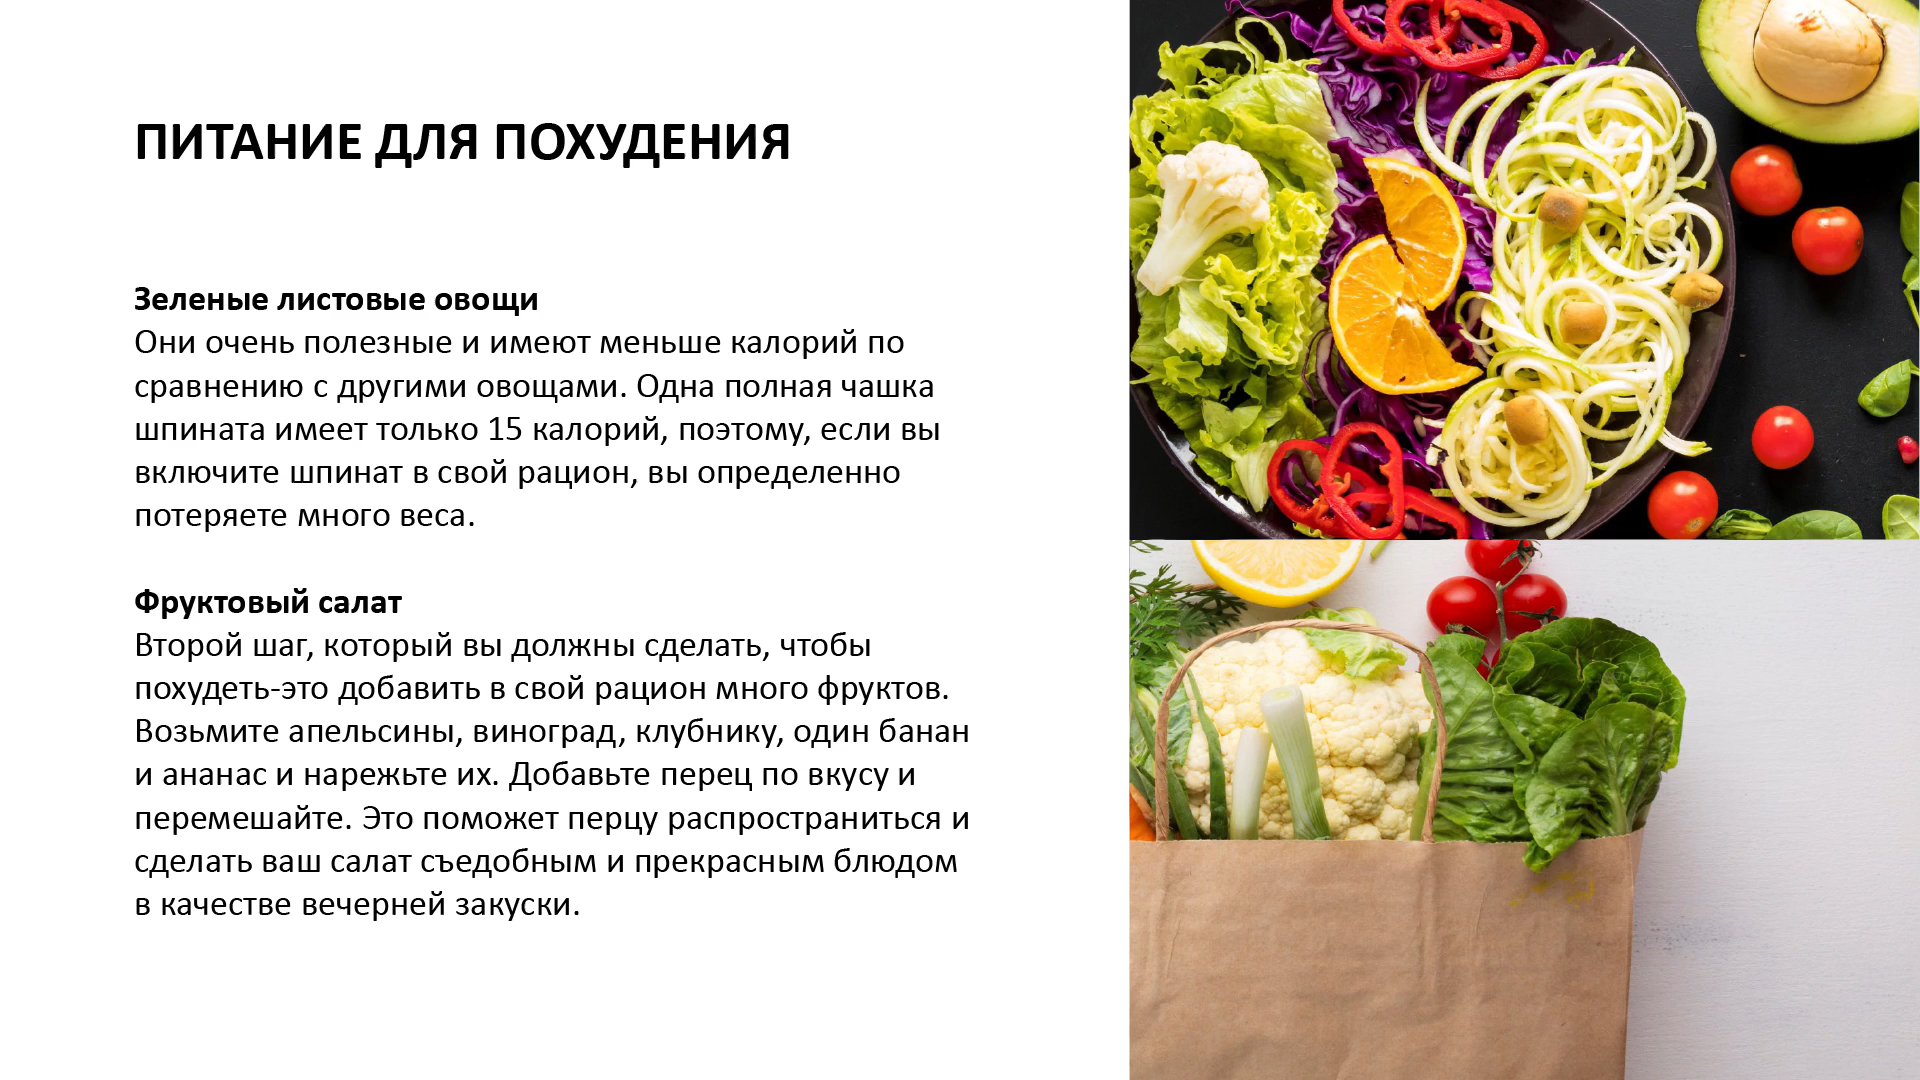 ПИТАНИЕ ДЛЯ ПОХУДЕНИЯ
Зеленые листовые овощи
Они очень полезные и имеют меньше калорий по
сравнению с другими овощами. Одна полная чашка
шпината имеет только 15 калорий, поэтому, если вы
включите шпинат в свой рацион, вы определенно
потеряете много веса.
Фруктовый салат
Второй шаг, который вы должны сделать, чтобы
похудеть-это добавить в свой рацион много фруктов.
Возьмите апельсины, виноград, клубнику, один банан
и ананас и нарежьте их. Добавьте перец по вкусу и
перемешайте. Это поможет перцу распространиться и
сделать ваш салат съедобным и прекрасным блюдом
в качестве вечерней закуски.